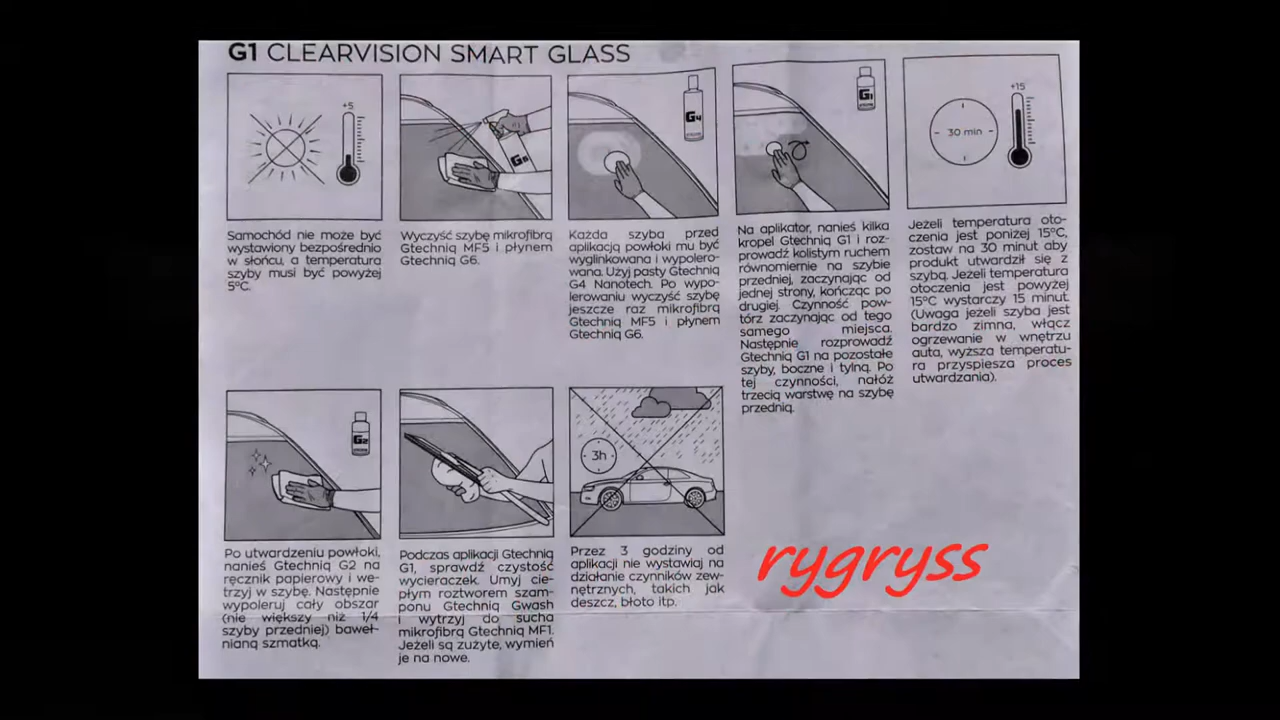 G1 CLEARVISION SMART GLASS
+5
Samochód nie może być
wystawiony bezpośrednio
w słońcu, a temperatura
szyby musi być powyżej
5ºC.
G6
Wyczyść szybę mikrofibrą
Gtechniq MF5 i płynem
Gtechniq G6.
G4
Każda szyba przed
aplikacją powłoki mu być
wyglinkowana i wypolero-
wana. Użyj pasty Gtechniq
G4 Nanotech. Po wypo-
lerowaniu wyczyść szybę
jeszcze raz mikrofibrą
Gtechniq MF5 i płynem
Gtechniq G6.
G1
Na aplikator, nanieś kilka
kropel Gtechniq G1 i roz-
prowadź kolistym ruchem
równomiernie na szybie
przedniej, zaczynając od
jednej strony, kończąc po
drugiej. Czynność pow-
tórz zaczynając od tego
samego miejsca.
Następnie rozprowadź
Gtechniq G1 na pozostałe
szyby, boczne i tylną. Po
tej czynności, nałóż
trzecią warstwę na szybę
przednią.
30 min
+15
Jeżeli temperatura oto-
czenia jest poniżej 15ºC,
zostaw na 30 minut aby
produkt utwardził się z
szybą. Jeżeli temperatura
otoczenia jest powyżej
15ºC wystarczy 15 minut.
(Uwaga jeżeli szyba jest
bardzo zimna, włącz
ogrzewanie w wnętrzu
auta, wyższa temperatu-
ra przyspiesza proces
utwardzania).
G2
Po utwardzeniu powłoki,
nanieś Gtechniq G2 na
ręcznik papierowy i we-
trzyj w szybę. Następnie
wypoleruj cały obszar
(nie większy niż 1/4
szyby przedniej) baweł-
nianą szmatką.
Podczas aplikacji Gtechniq
G1, sprawdź czystość
wycieraczek. Umyj cie-
płym roztworem szam-
ponu Gtechniq Gwash
i wytrzyj do sucha
mikrofibrą Gtechniq MF1.
Jeżeli są zużyte, wymień
je na nowe.
3h
Przez 3 godziny od
aplikacji nie wystawiaj na
działanie czynników zew-
nętrznych, takich jak
deszcz, błoto itp.
rygryss